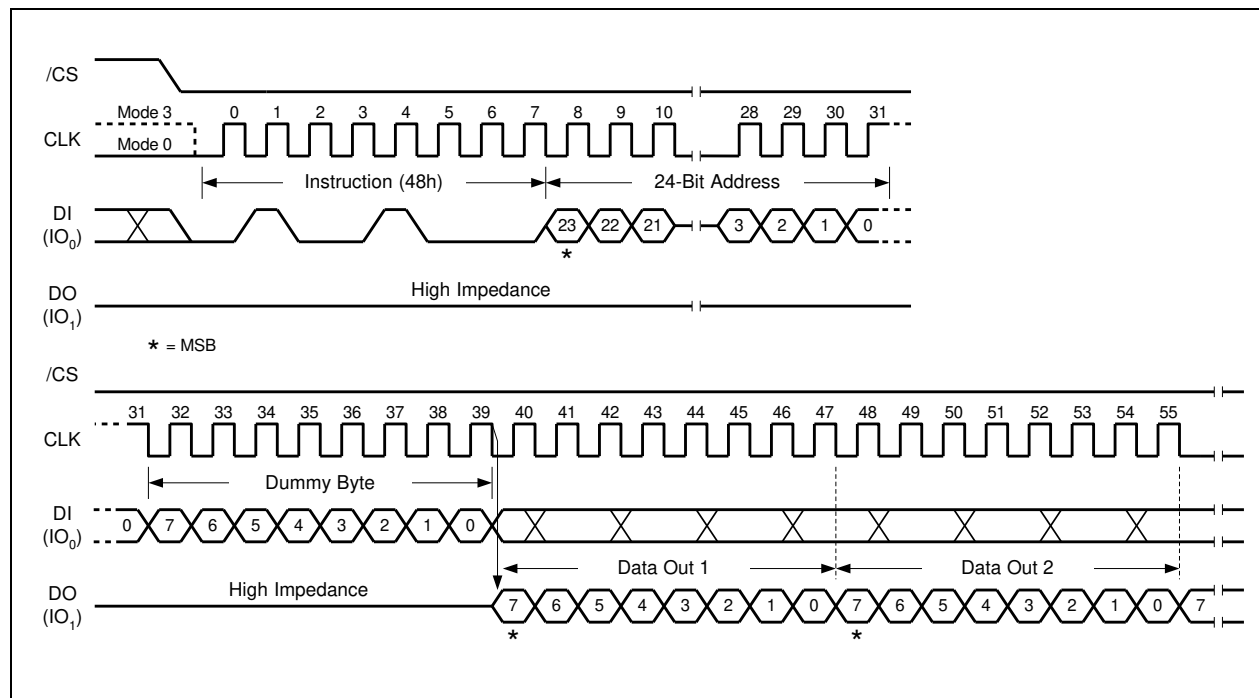 /CS
Mode 3 0 1 2 3 4 5 6 7 8 9 10 28 29 30 31
CLK
Mode 0
Instruction (48h) 24-Bit Address
DI
(IO0) 23 22 21 3 2 1 0
*
High Impedance
DO
(IO1)
* = MSB
/CS
31 32 33 34 35 36 37 38 39 40 41 42 43 44 45 46 47 48 49 50 51 52 53 54 55
CLK
Dummy Byte
DI
(IO0) 0 7 6 5 4 3 2 1 0
Data Out 1 Data Out 2
High Impedance
DO
(IO1) 7 6 5 4 3 2 1 0 7 6 5 4 3 2 1 0 7
* *